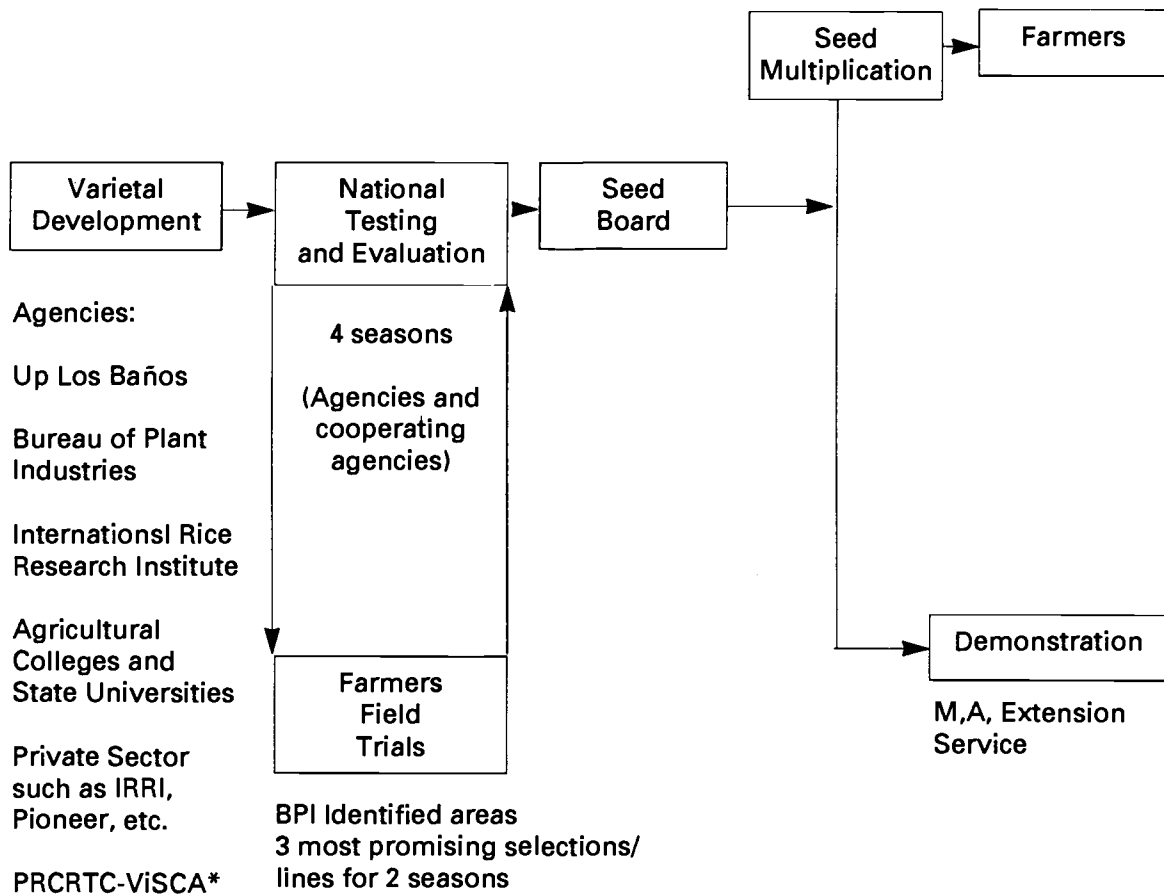 Seed
Multiplication
Farmers
Varietal
Development
National
Testing
and Evaluation
Seed
Board
Agencies:
Up Los Baños
Bureau of Plant
Industries
Internationsl Rice
Research Institute
Agricultural
Colleges and
State Universities
Private Sector
such as IRRI,
Pioneer, etc.
PRCRTC-ViSCA*
4 seasons
(Agencies and
cooperating
agencies)
Farmers
Field
Trials
BPI Identified areas
3 most promising selections/
lines for 2 seasons
Demonstration
M,A, Extension
Service